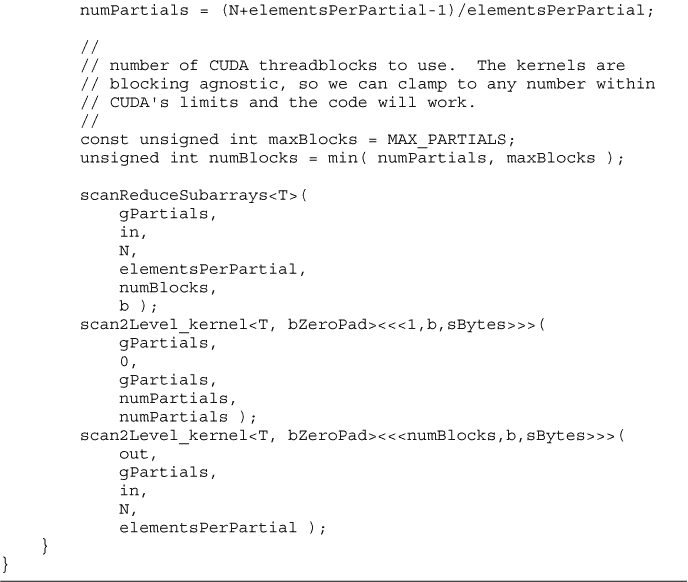 numPartials = (N+elementsPerPartial-1)/elementsPerPartial;
//
// number of CUDA threadblocks to use.  The kernels are
// blocking agnostic, so we can clamp to any number within
// CUDA's limits and the code will work.
//
const unsigned int maxBlocks = MAX_PARTIALS;
unsigned int numBlocks = min( numPartials, maxBlocks );
scanReduceSubarrays<T>(
gPartials,
in,
N,
elementsPerPartial,
numBlocks,
b );
scan2Level_kernel<T, bZeroPad><<<1,b,sBytes>>>(
gPartials,
0,
gPartials,
numPartials,
numPartials );
scan2Level_kernel<T, bZeroPad><<<numBlocks,b,sBytes>>>(
out,
gPartials,
in,
N,
elementsPerPartial );
}
}